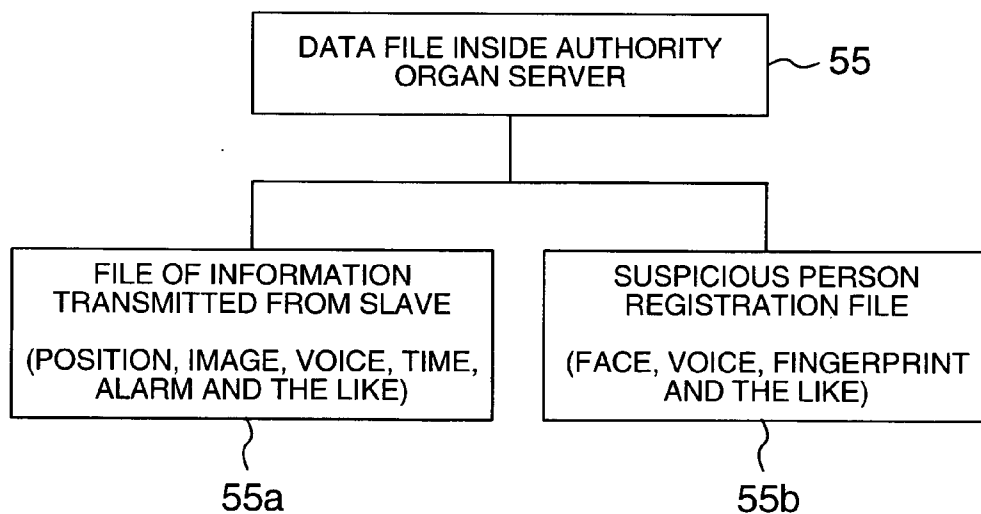 DATA FILE INSIDE AUTHORITY
ORGAN SERVER
55
FILE OF INFORMATION
TRANSMITTED FROM SLAVE
(POSITION, IMAGE, VOICE, TIME,
ALARM AND THE LIKE)
55a
SUSPICIOUS PERSON
REGISTRATION FILE
(FACE, VOICE, FINGERPRINT
AND THE LIKE)
55b